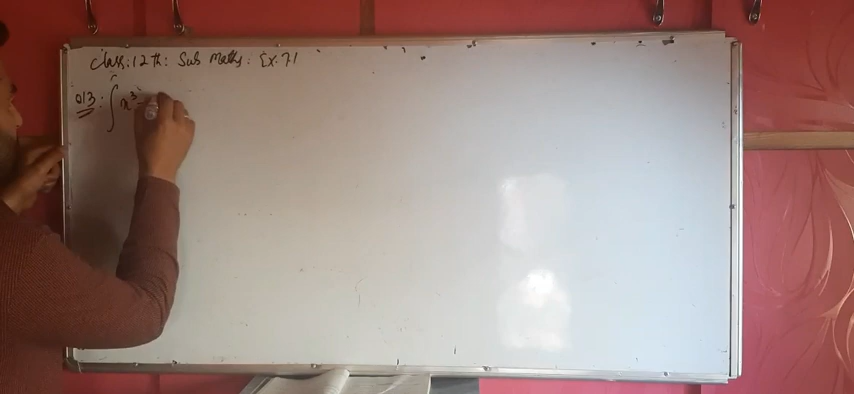 Class: 12th: Sub Maths: Ex: 7.1
Q13: ∫ x³ -